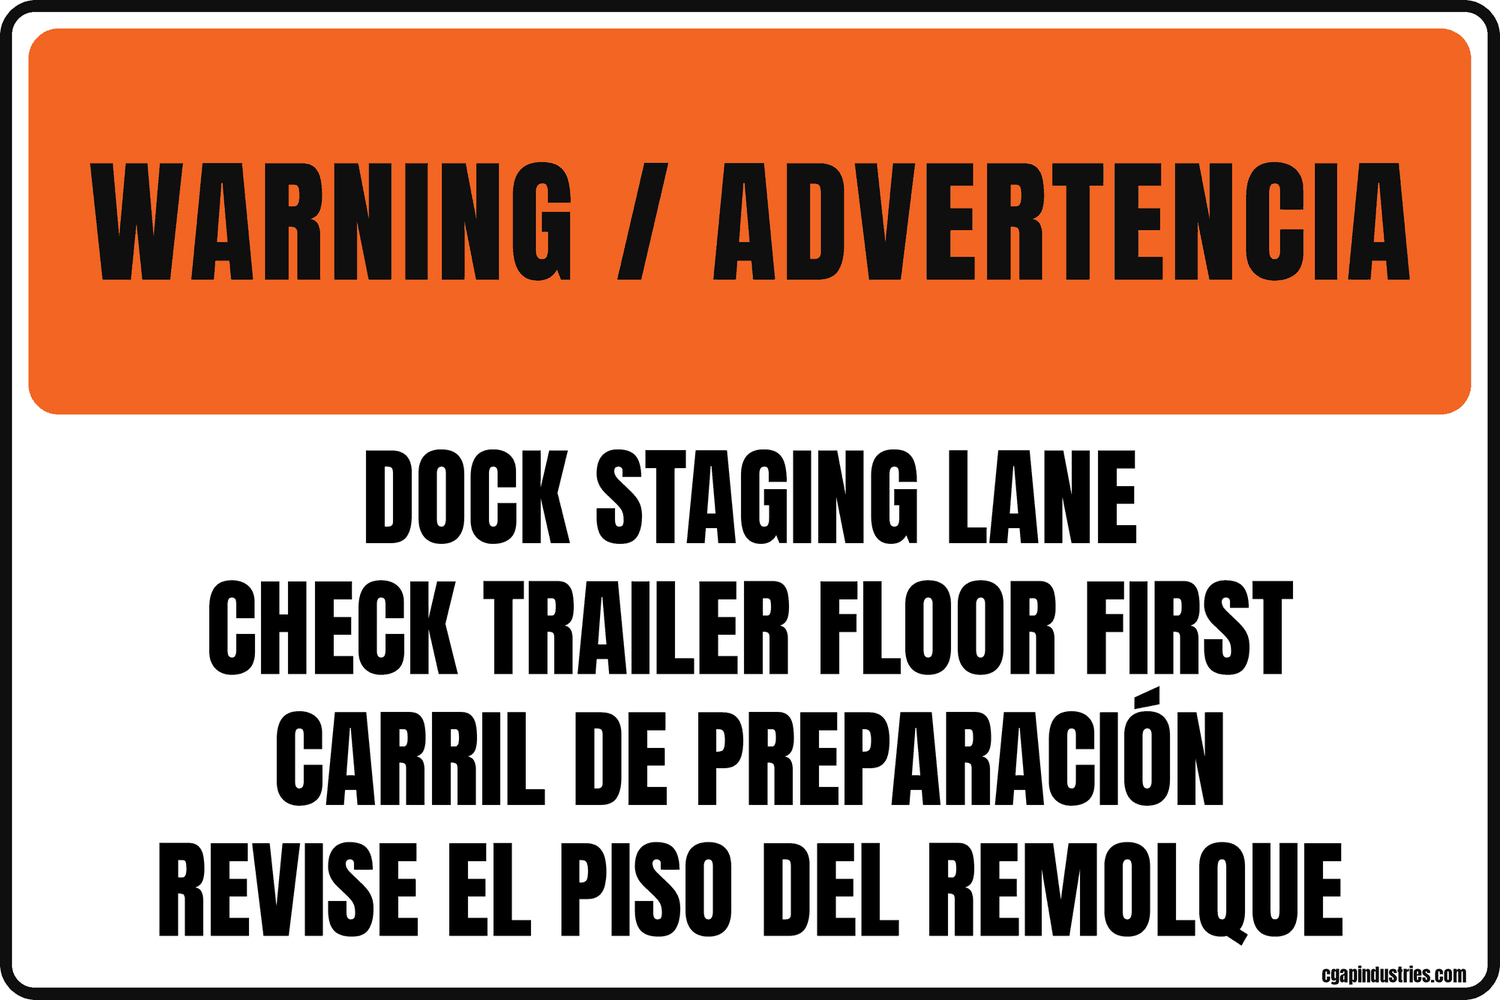 WARNING / ADVERTENCIA
DOCK STAGING LANE
CHECK TRAILER FLOOR FIRST
CARRIL DE PREPARACIÓN
REVISE EL PISO DEL REMOLQUE
cgapindustries.com